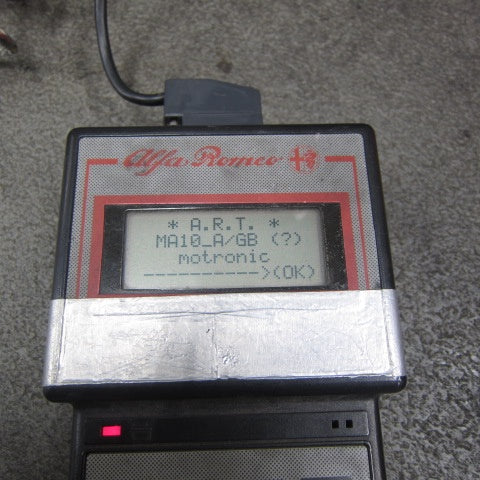 Alfa Romeo
* A.R.T. *
MA10_A/GB (?)
motronic
---------->(OK)